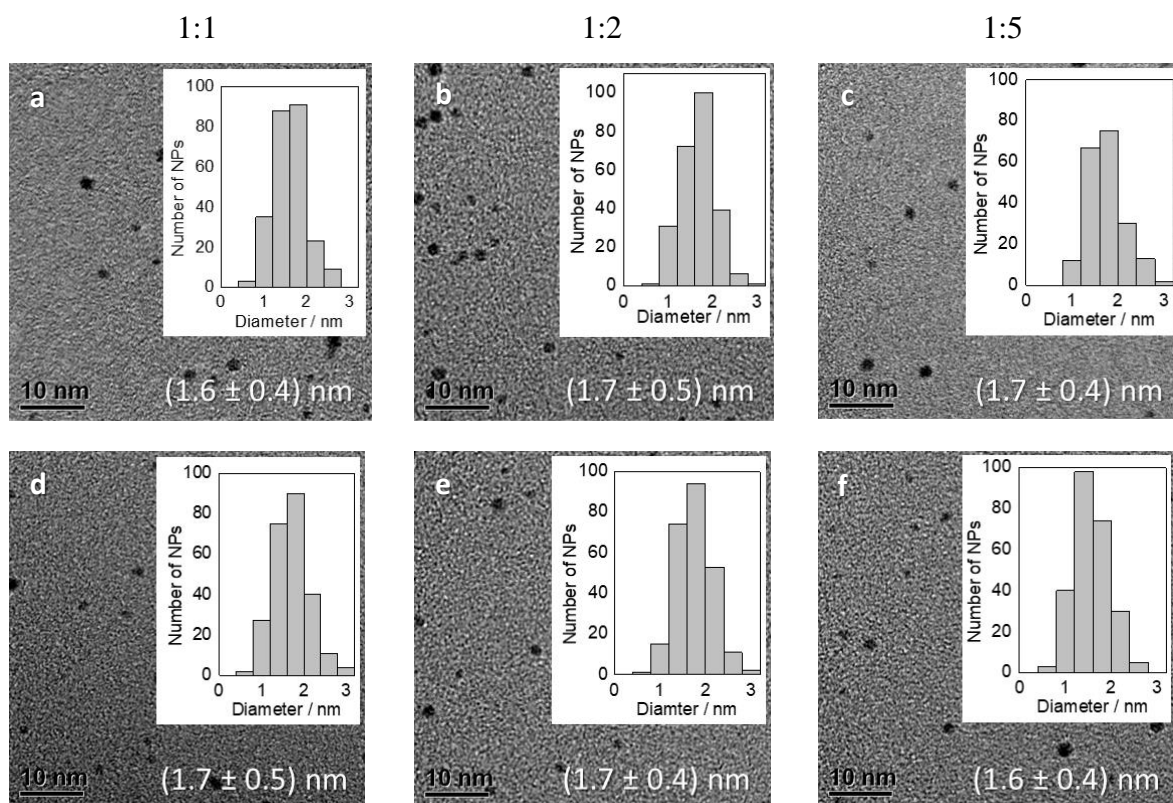 1:1
1:2
1:5
a
100
80
60
40
20
0
Number of NPs
0 1 2 3
Diameter / nm
10 nm
(1.6 ± 0.4) nm
b
100
80
60
40
20
0
Number of NPs
0 1 2 3
Diameter / nm
10 nm
(1.7 ± 0.5) nm
c
100
80
60
40
20
0
Number of NPs
0 1 2 3
Diameter / nm
10 nm
(1.7 ± 0.4) nm
d
100
80
60
40
20
0
Number of NPs
0 1 2 3
Diameter / nm
10 nm
(1.7 ± 0.5) nm
e
100
80
60
40
20
0
Number of NPs
0 1 2 3
Diamter / nm
10 nm
(1.7 ± 0.4) nm
f
100
80
60
40
20
0
Number of NPs
0 1 2 3
Diameter / nm
10 nm
(1.6 ± 0.4) nm